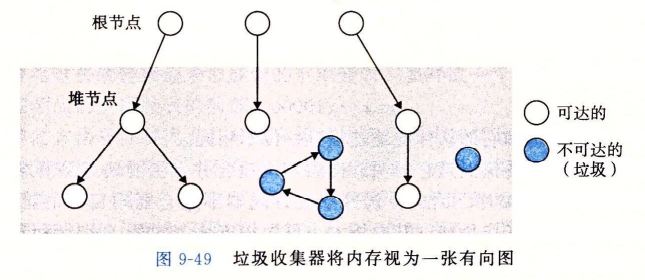 根节点
堆节点
可达的
不可达的
（垃圾）
图 9-49 垃圾收集器将内存视为一张有向图